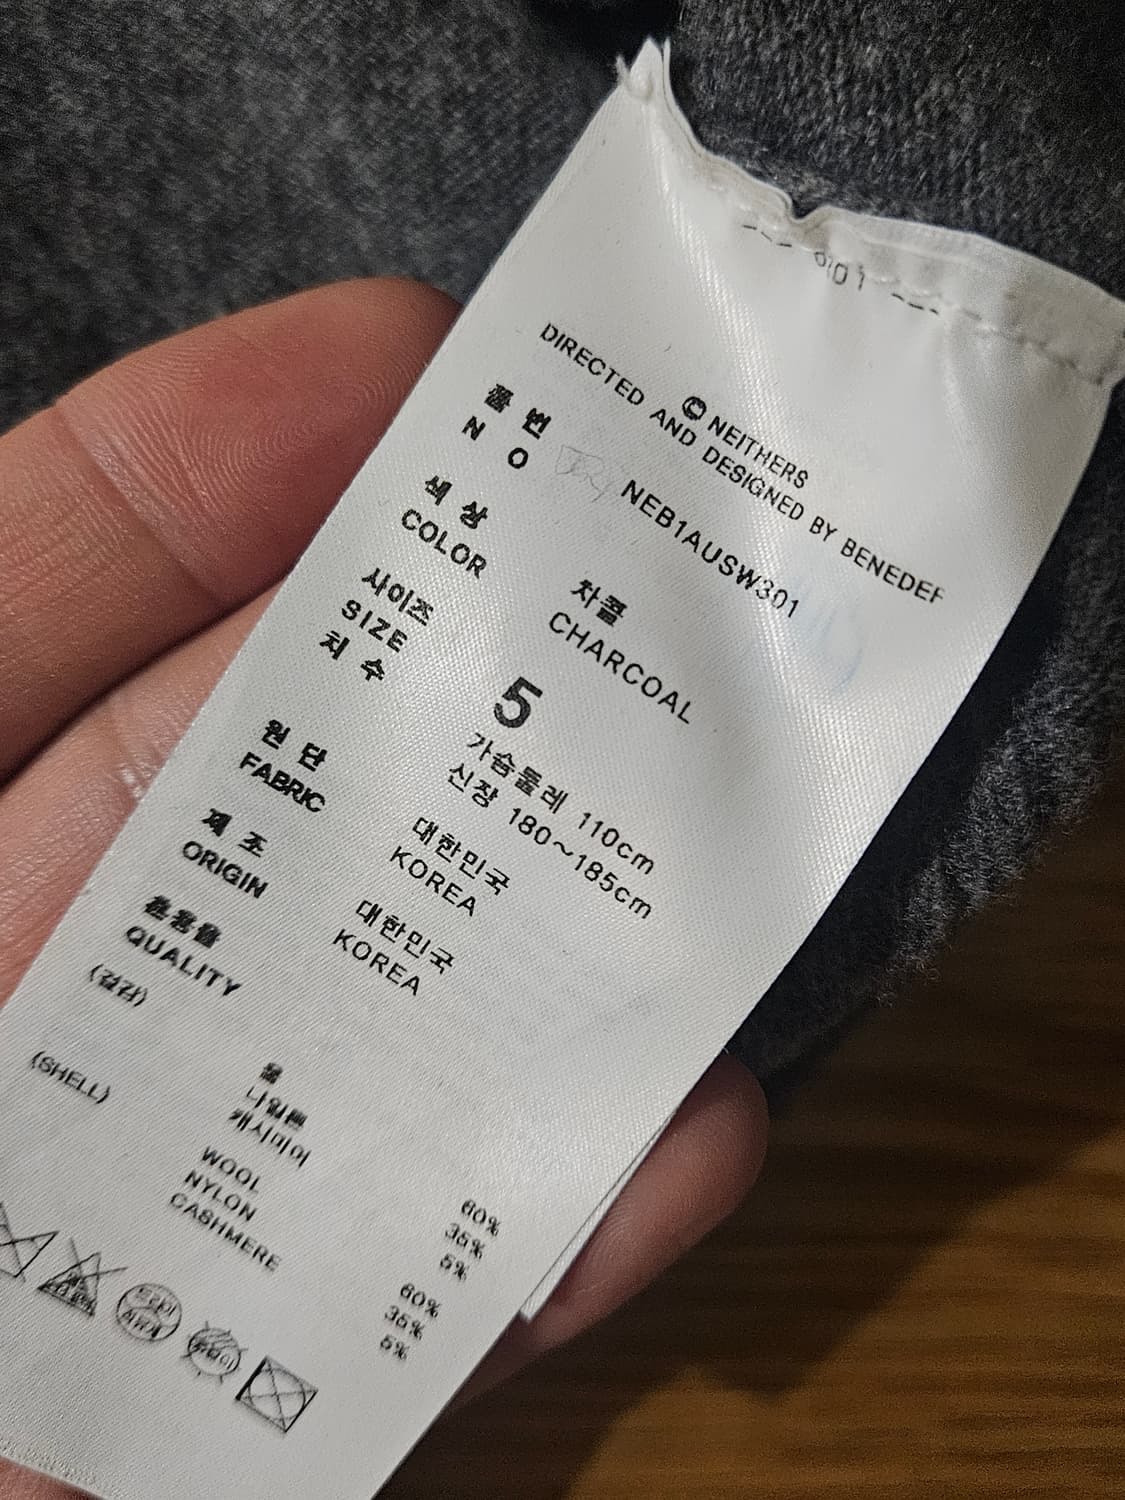 © NEITHERS
DIRECTED AND DESIGNED BY BENEDEF
품 번
N O
NEB1AUSW301
색 상
COLOR
차콜
CHARCOAL
사이즈
SIZE
치 수
5
가슴둘레 110cm
신장 180~185cm
원 단
FABRIC
대한민국
KOREA
제 조
ORIGIN
대한민국
KOREA
혼용율
QUALITY
(겉감)
울 60%
나일론 35%
캐시미어 5%
(SHELL)
WOOL 60%
NYLON 35%
CASHMERE 5%
드라이